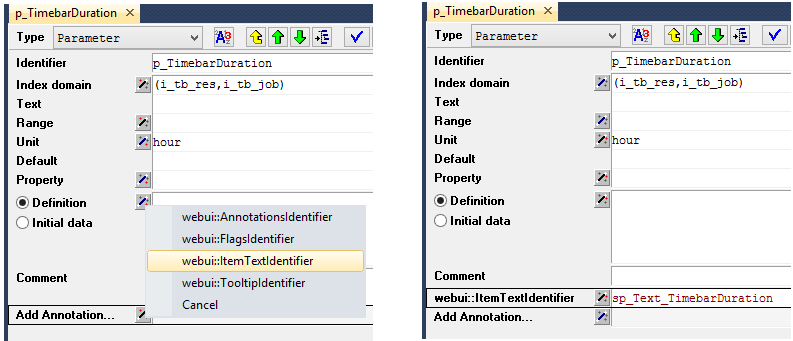 p_TimebarDuration ×
Type Parameter
Identifier p_TimebarDuration
Index domain (i_tb_res,i_tb_job)
Text
Range
Unit hour
Default
Property
Definition
Initial data
webui::AnnotationsIdentifier
webui::FlagsIdentifier
webui::ItemTextIdentifier
webui::TooltipIdentifier
Cancel
Comment
Add Annotation...
p_TimebarDuration ×
Type Parameter
Identifier p_TimebarDuration
Index domain (i_tb_res,i_tb_job)
Text
Range
Unit hour
Default
Property
Definition
Initial data
Comment
webui::ItemTextIdentifier sp_Text_TimebarDuration
Add Annotation...